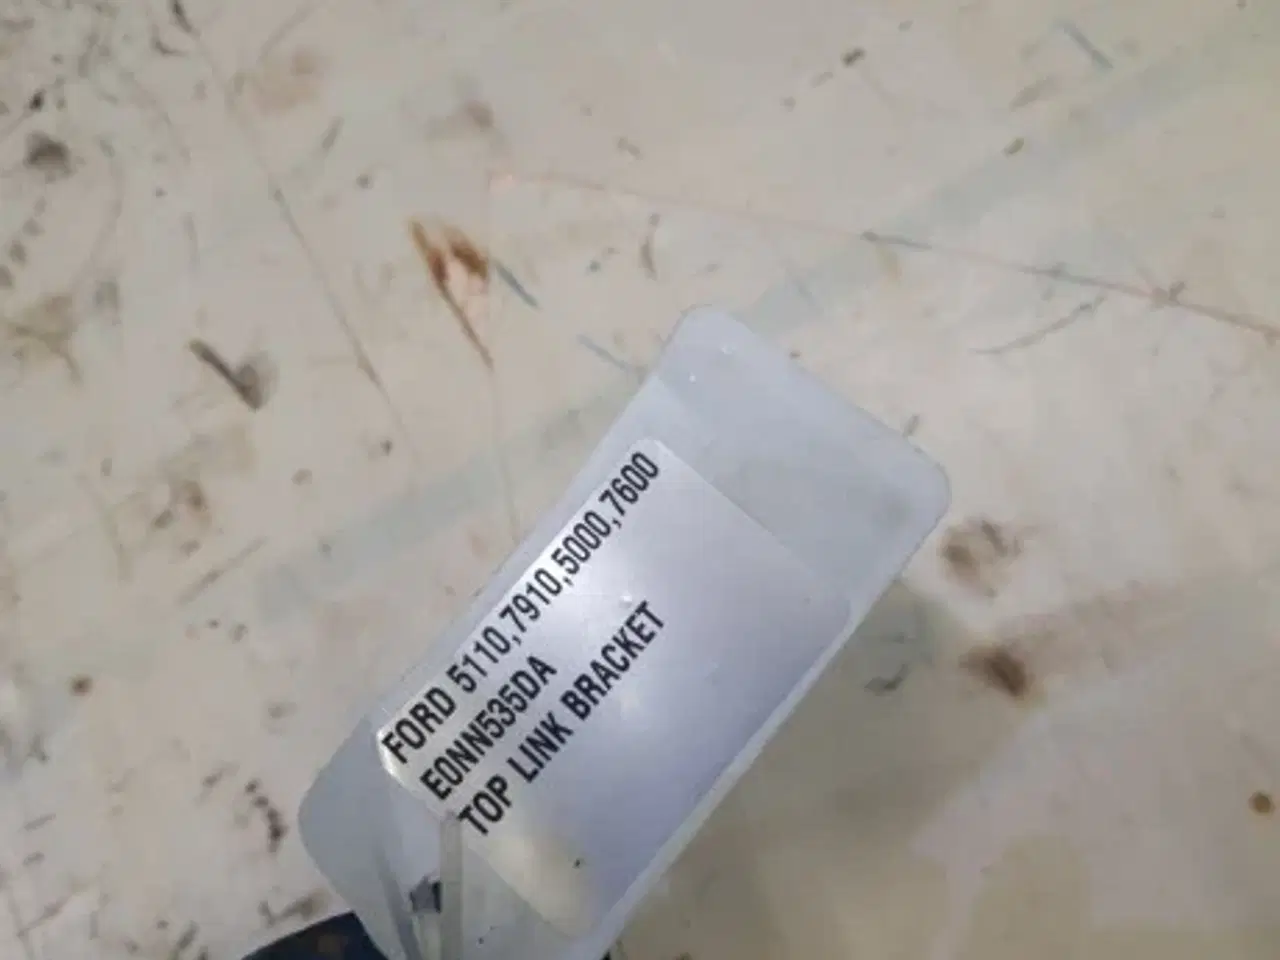 FORD 5110,7910,5000,7600
E0NN535DA
TOP LINK BRACKET